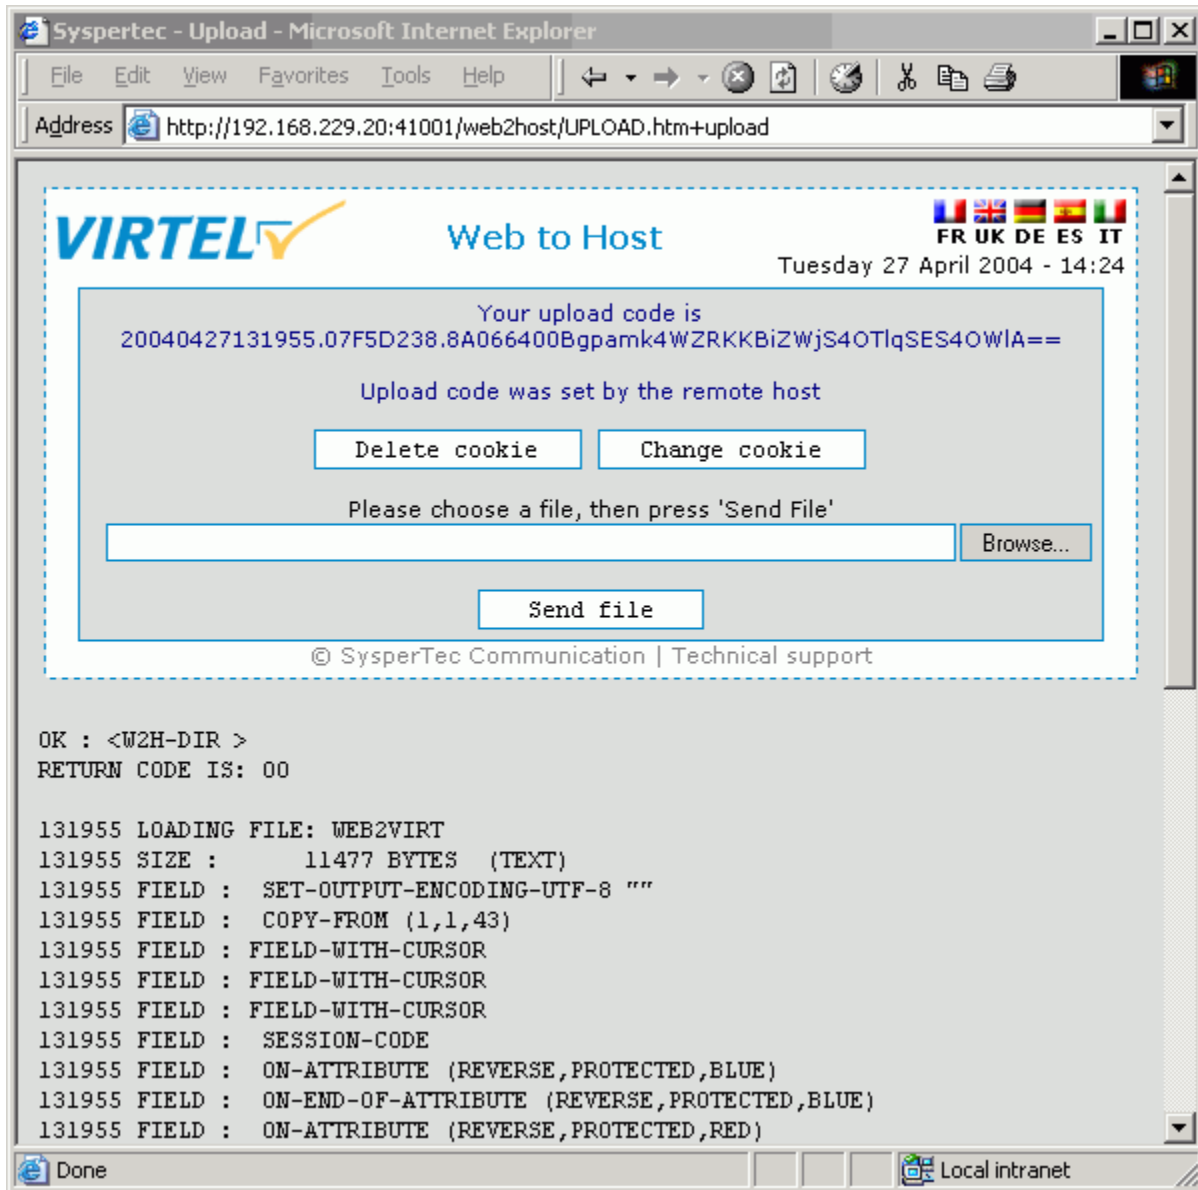 Syspertec - Upload - Microsoft Internet Explorer
File Edit View Favorites Tools Help
Address http://192.168.229.20:41001/web2host/UPLOAD.htm+upload
VIRTEL
Web to Host
FR UK DE ES IT
Tuesday 27 April 2004 - 14:24
Your upload code is
20040427131955.07F5D238.8A066400Bgpamk4WZRKKBiZWjS4OTlqSES4OWlA==
Upload code was set by the remote host
Delete cookie Change cookie
Please choose a file, then press 'Send File'
Browse...
Send file
© SysperTec Communication | Technical support
OK : <W2H-DIR >
RETURN CODE IS: 00
131955 LOADING FILE: WEB2VIRT
131955 SIZE : 11477 BYTES (TEXT)
131955 FIELD : SET-OUTPUT-ENCODING-UTF-8 ""
131955 FIELD : COPY-FROM (1,1,43)
131955 FIELD : FIELD-WITH-CURSOR
131955 FIELD : FIELD-WITH-CURSOR
131955 FIELD : FIELD-WITH-CURSOR
131955 FIELD : SESSION-CODE
131955 FIELD : ON-ATTRIBUTE (REVERSE,PROTECTED,BLUE)
131955 FIELD : ON-END-OF-ATTRIBUTE (REVERSE,PROTECTED,BLUE)
131955 FIELD : ON-ATTRIBUTE (REVERSE,PROTECTED,RED)
Done Local intranet